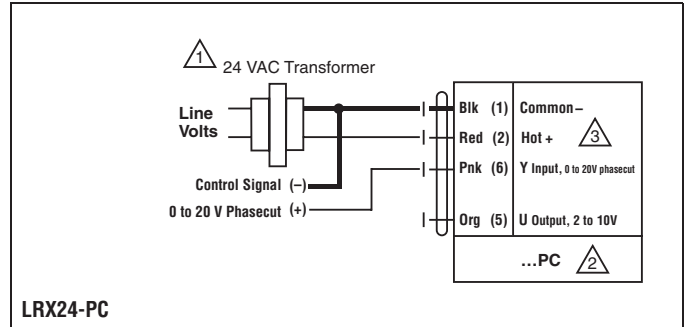 1 24 VAC Transformer
Line
Volts
Control Signal (–)
0 to 20 V Phasecut (+)
Blk (1) Common –
Red (2) Hot + 3
Pnk (6) Y Input, 0 to 20V phasecut
Org (5) U Output, 2 to 10V
...PC 2
LRX24-PC